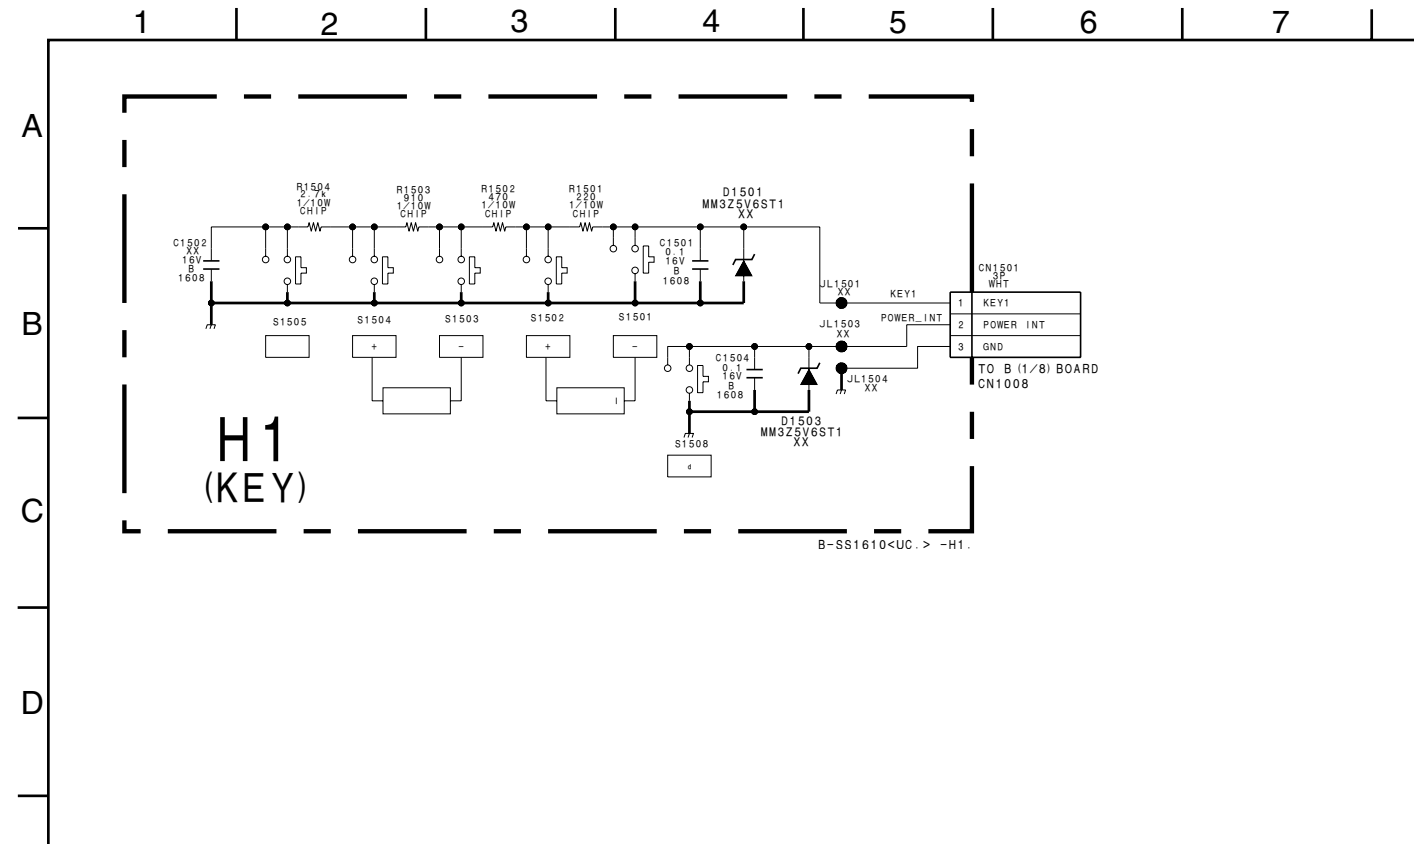 1 2 3 4 5 6 7
A
B
C
D
R1504
2.7k
1/10W
CHIP
R1503
910
1/10W
CHIP
R1502
470
1/10W
CHIP
R1501
220
1/10W
CHIP
D1501
MM3Z5V6ST1
XX
C1502
XX
16V
B
1608
C1501
0.1
16V
B
1608
S1505
S1504
S1503
S1502
S1501
+
-
+
-
JL1501
XX
KEY1
POWER_INT
JL1503
XX
JL1504
XX
CN1501
3P
WHT
1 KEY1
2 POWER INT
3 GND
TO B (1/8) BOARD
CN1008
C1504
0.1
16V
B
1608
D1503
MM3Z5V6ST1
XX
S1508
d
I
H1
(KEY)
B-SS1610<UC.> -H1.